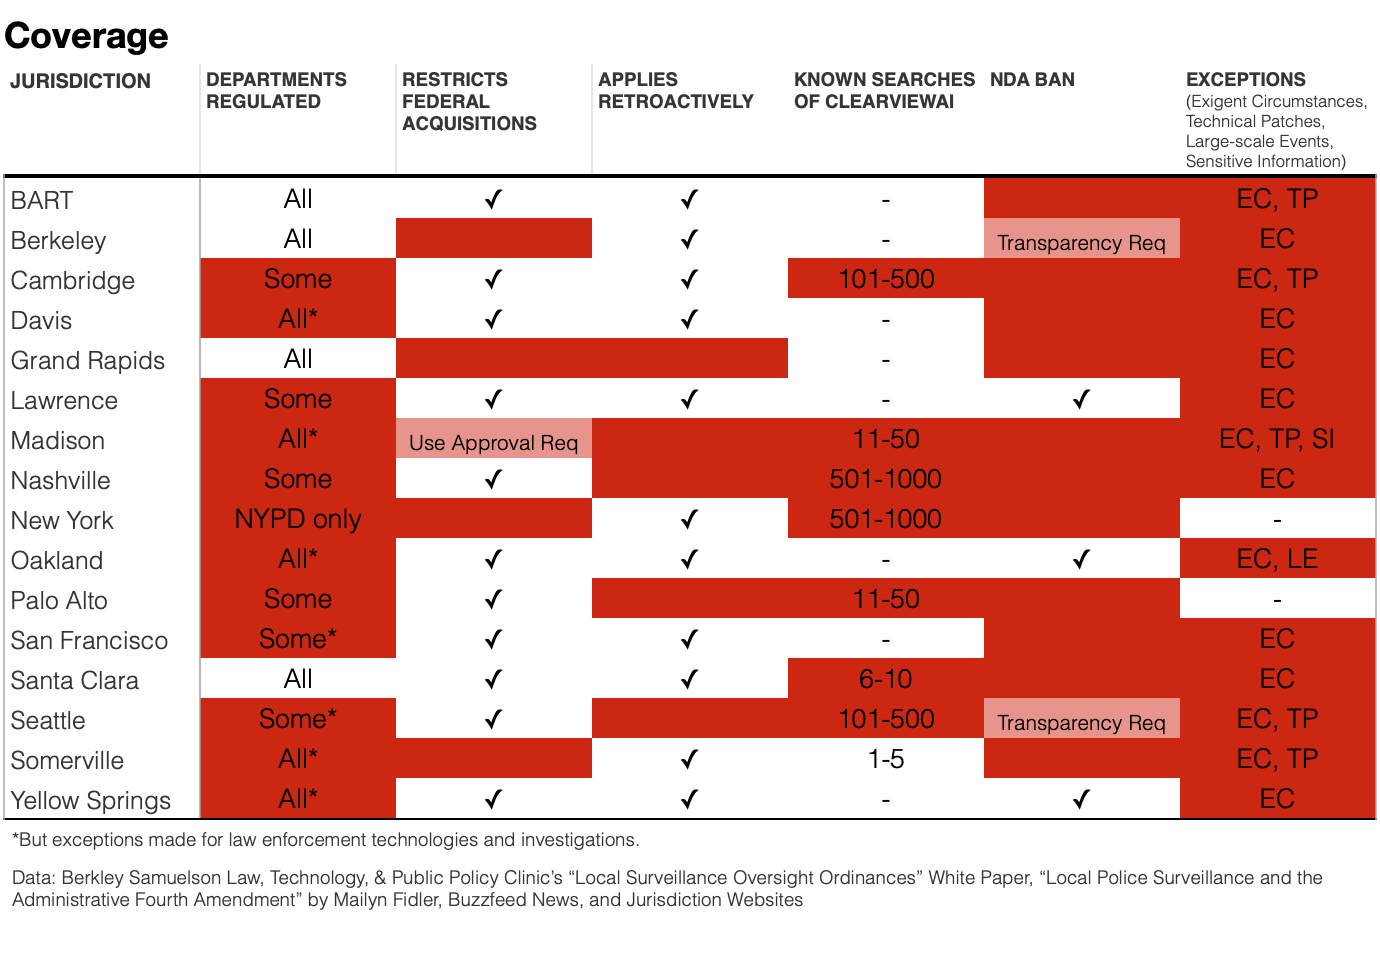 Coverage
JURISDICTION DEPARTMENTS REGULATED RESTRICTS FEDERAL ACQUISITIONS APPLIES RETROACTIVELY KNOWN SEARCHES OF CLEARVIEWAI NDA BAN EXCEPTIONS
(Exigent Circumstances,
Technical Patches,
Large-scale Events,
Sensitive Information)
BART All ✓ ✓ - EC, TP
Berkeley All ✓ - Transparency Req EC
Cambridge Some ✓ ✓ 101-500 EC, TP
Davis All* ✓ ✓ - EC
Grand Rapids All - EC
Lawrence Some ✓ ✓ - ✓ EC
Madison All* Use Approval Req 11-50 EC, TP, SI
Nashville Some ✓ 501-1000 EC
New York NYPD only ✓ 501-1000 -
Oakland All* ✓ ✓ - ✓ EC, LE
Palo Alto Some ✓ 11-50 -
San Francisco Some* ✓ ✓ - EC
Santa Clara All ✓ ✓ 6-10 EC
Seattle Some* ✓ 101-500 Transparency Req EC, TP
Somerville All* ✓ 1-5 EC, TP
Yellow Springs All* ✓ ✓ - ✓ EC
*But exceptions made for law enforcement technologies and investigations.
Data: Berkley Samuelson Law, Technology, & Public Policy Clinic’s “Local Surveillance Oversight Ordinances” White Paper, “Local Police Surveillance and the
Administrative Fourth Amendment” by Mailyn Fidler, Buzzfeed News, and Jurisdiction Websites